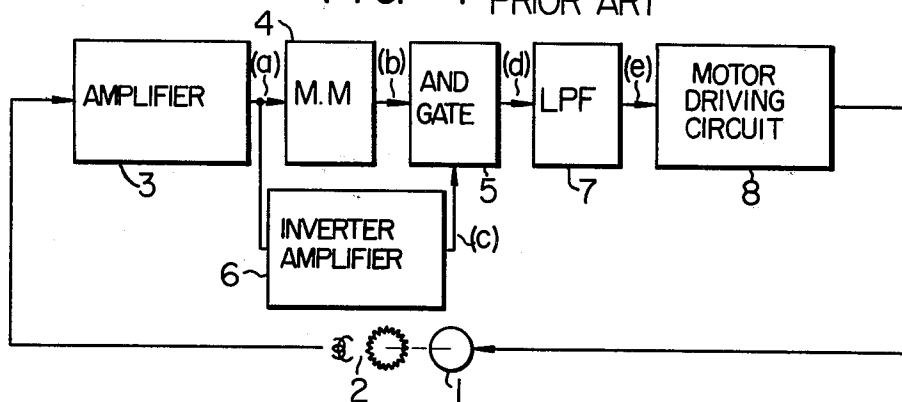 PRIOR ART
4
(a)
(b)
(d)
(e)
AMPLIFIER
M.M
AND
GATE
LPF
MOTOR
DRIVING
CIRCUIT
3
5
7
8
INVERTER
AMPLIFIER
(c)
6
2
1